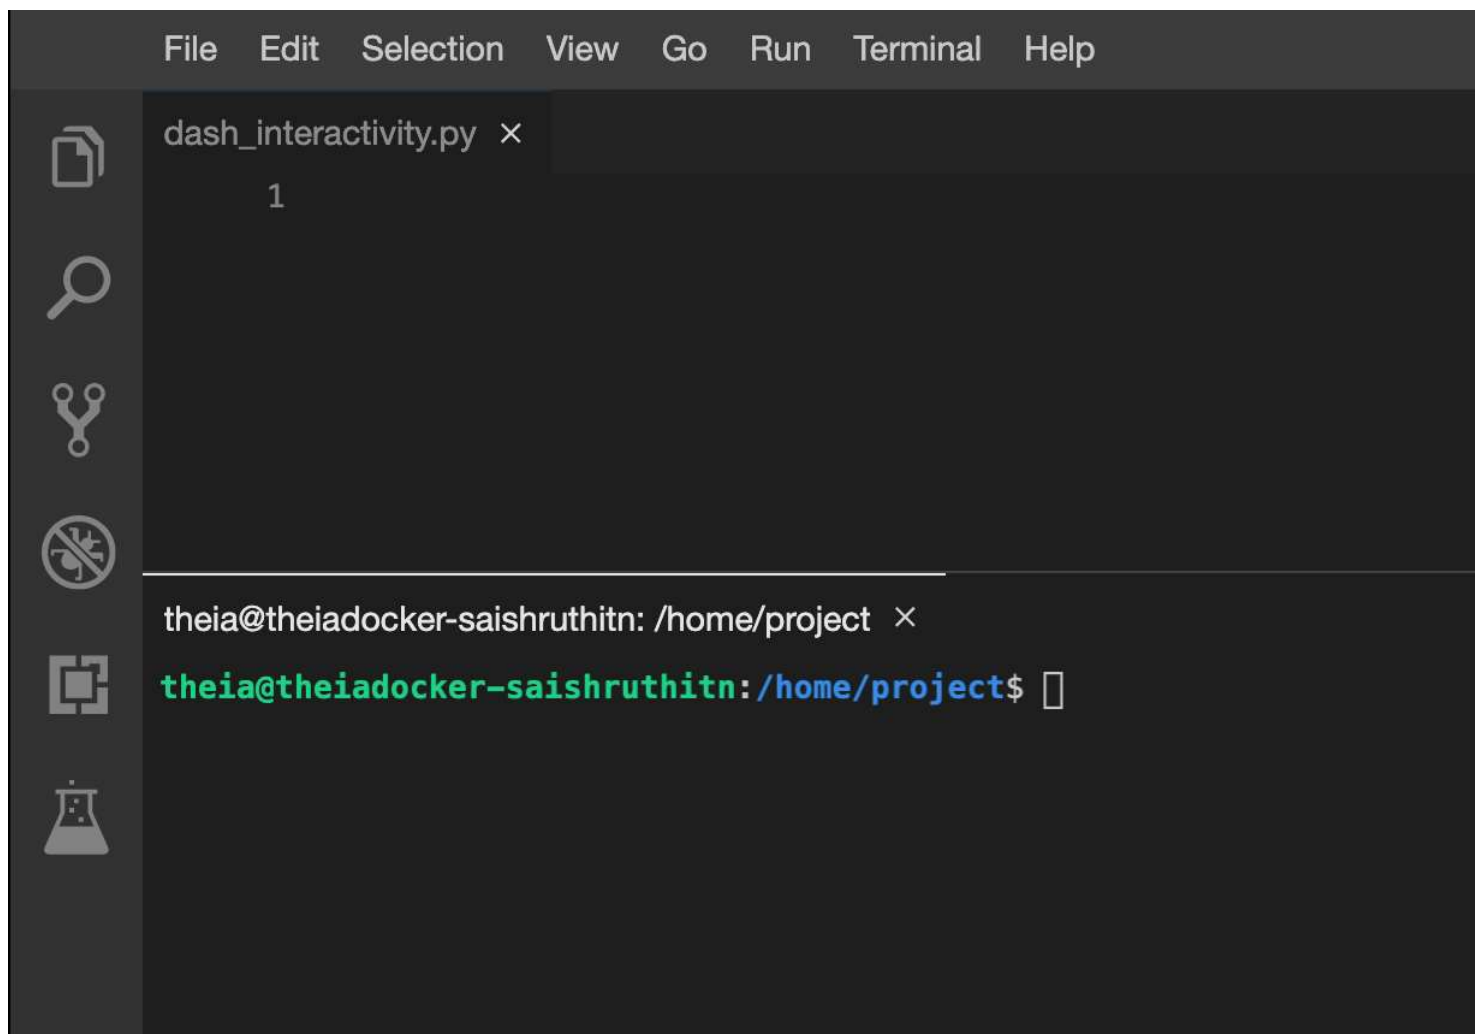 File Edit Selection View Go Run Terminal Help
dash_interactivity.py ×
1
theia@theiadocker-saishruthitn: /home/project ×
theia@theiadocker-saishruthitn:/home/project$